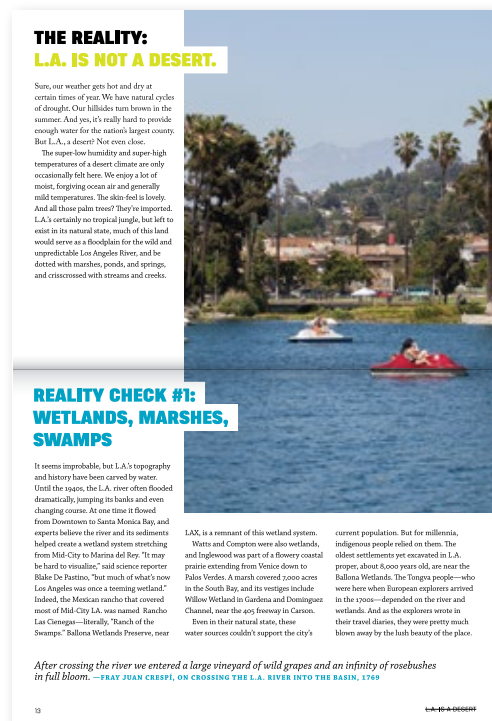 THE REALITY:
L.A. IS NOT A DESERT.
Sure, our weather gets hot and dry at
certain times of year. We have natural cycles
of drought. Our hillsides turn brown in the
summer. And yes, it's really hard to provide
enough water for the nation's largest county.
But L.A., a desert? Not even close.
The super-low humidity and super-high
temperatures of a desert climate are only
occasionally felt here. We enjoy a lot of
moist, forgiving ocean air and generally
mild temperatures. The skin-feel is lovely.
And all those palm trees? They're imported.
L.A.'s certainly no tropical jungle, but left to
exist in its natural state, much of this land
would serve as a floodplain for the wild and
unpredictable Los Angeles River, and be
dotted with marshes, ponds, and springs,
and crisscrossed with streams and creeks.
REALITY CHECK #1:
WETLANDS, MARSHES,
SWAMPS
It seems improbable, but L.A.'s topography
and history have been carved by water.
Until the 1940s, the L.A. river often flooded
dramatically, jumping its banks and even
changing course. At one time it flowed
from Downtown to Santa Monica Bay, and
experts believe the river and its sediments
helped create a wetland system stretching
from Mid-City to Marina del Rey. "It may
be hard to visualize," said science reporter
Blake De Pastino, "but much of what's now
Los Angeles was once a teeming wetland."
Indeed, the Mexican rancho that covered
most of Mid-City LA. was named Rancho
Las Cienegas—literally, "Ranch of the
Swamps." Ballona Wetlands Preserve, near
LAX, is a remnant of this wetland system.
Watts and Compton were also wetlands,
and Inglewood was part of a flowery coastal
prairie extending from Venice down to
Palos Verdes. A marsh covered 7,000 acres
in the South Bay, and its vestiges include
Willow Wetland in Gardena and Dominguez
Channel, near the 405 freeway in Carson.
Even in their natural state, these
water sources couldn't support the city's
current population. But for millennia,
indigenous people relied on them. The
oldest settlements yet excavated in L.A.
proper, about 8,000 years old, are near the
Ballona Wetlands. The Tongva people—who
were here when European explorers arrived
in the 1700s—depended on the river and
wetlands. And as the explorers wrote in
their travel diaries, they were pretty much
blown away by the lush beauty of the place.
After crossing the river we entered a large vineyard of wild grapes and an infinity of rosebushes
in full bloom. —FRAY JUAN CRESPÍ, ON CROSSING THE L.A. RIVER INTO THE BASIN, 1769
13
L.A. IS A DESERT